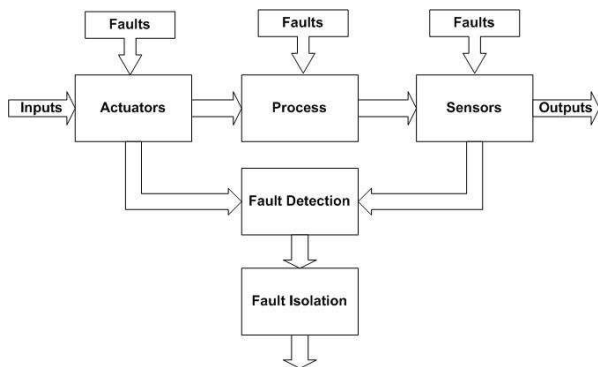 Faults
Faults
Faults
Inputs
Actuators
Process
Sensors
Outputs
Fault Detection
Fault Isolation